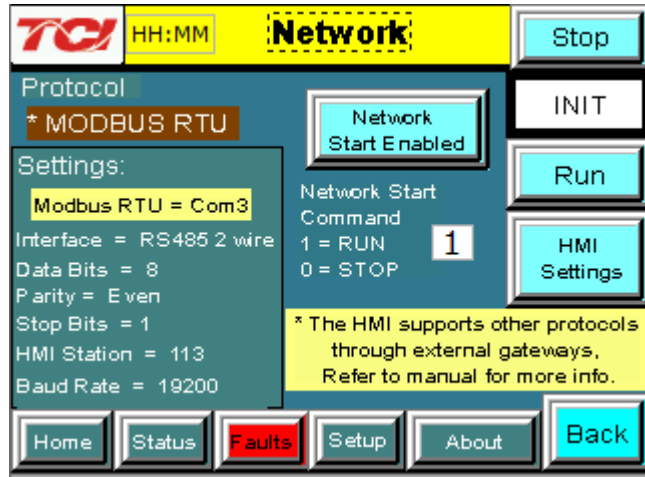 TCI HH:MM Network Stop
Protocol
* MODBUS RTU
Network
Start Enabled
INIT
Settings:
Modbus RTU = Com3
Interface = RS485 2 wire
Data Bits = 8
Parity = Even
Stop Bits = 1
HMI Station = 113
Baud Rate = 19200
Network Start
Command
1 = RUN
0 = STOP
1
Run
HMI
Settings
* The HMI supports other protocols
through external gateways,
Refer to manual for more info.
Home Status Faults Setup About Back